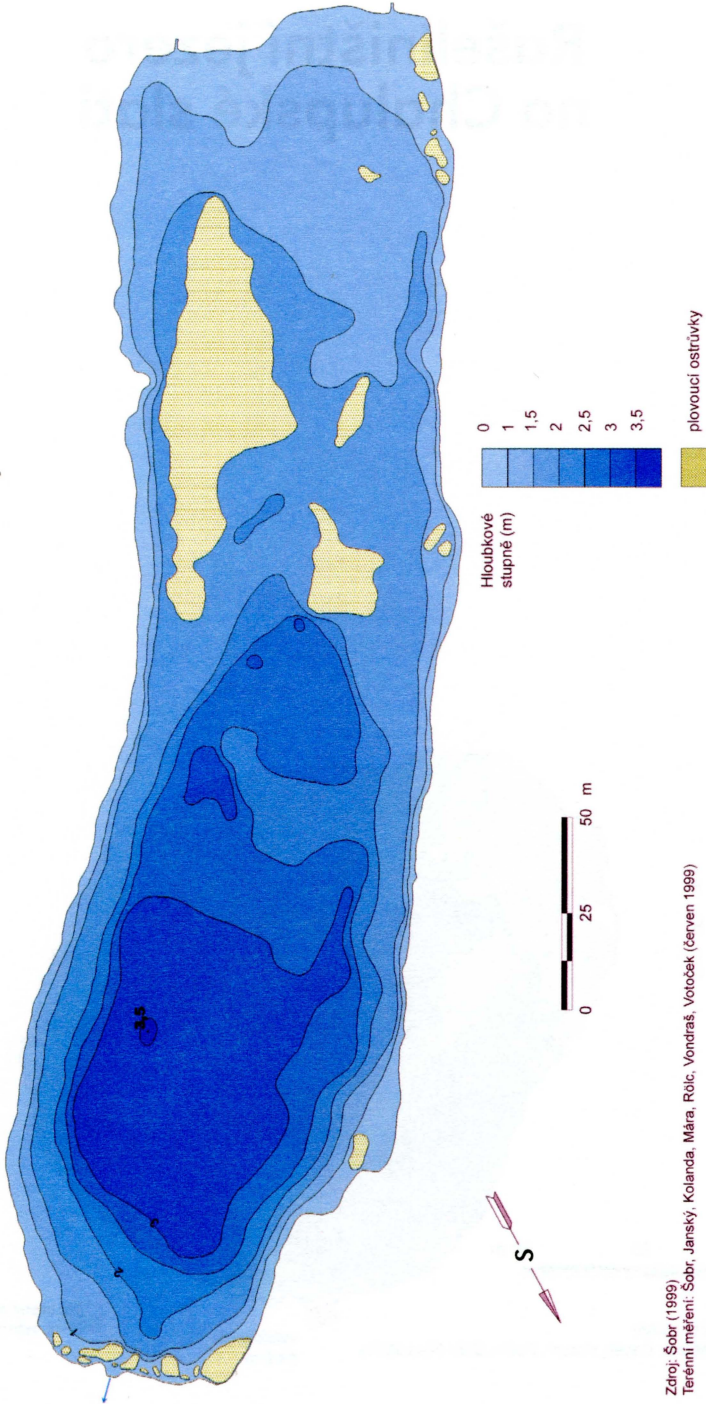 3,5
3
2
1
Hloubkové
stupně (m)
0
1
1,5
2
2,5
3
3,5
plovoucí ostrůvky
0 25 50 m
S
Zdroj: Šobr (1999)
Terénní měření: Šobr, Janský, Kolanda, Mára, Rölc, Vondraš, Votoček (červen 1999)